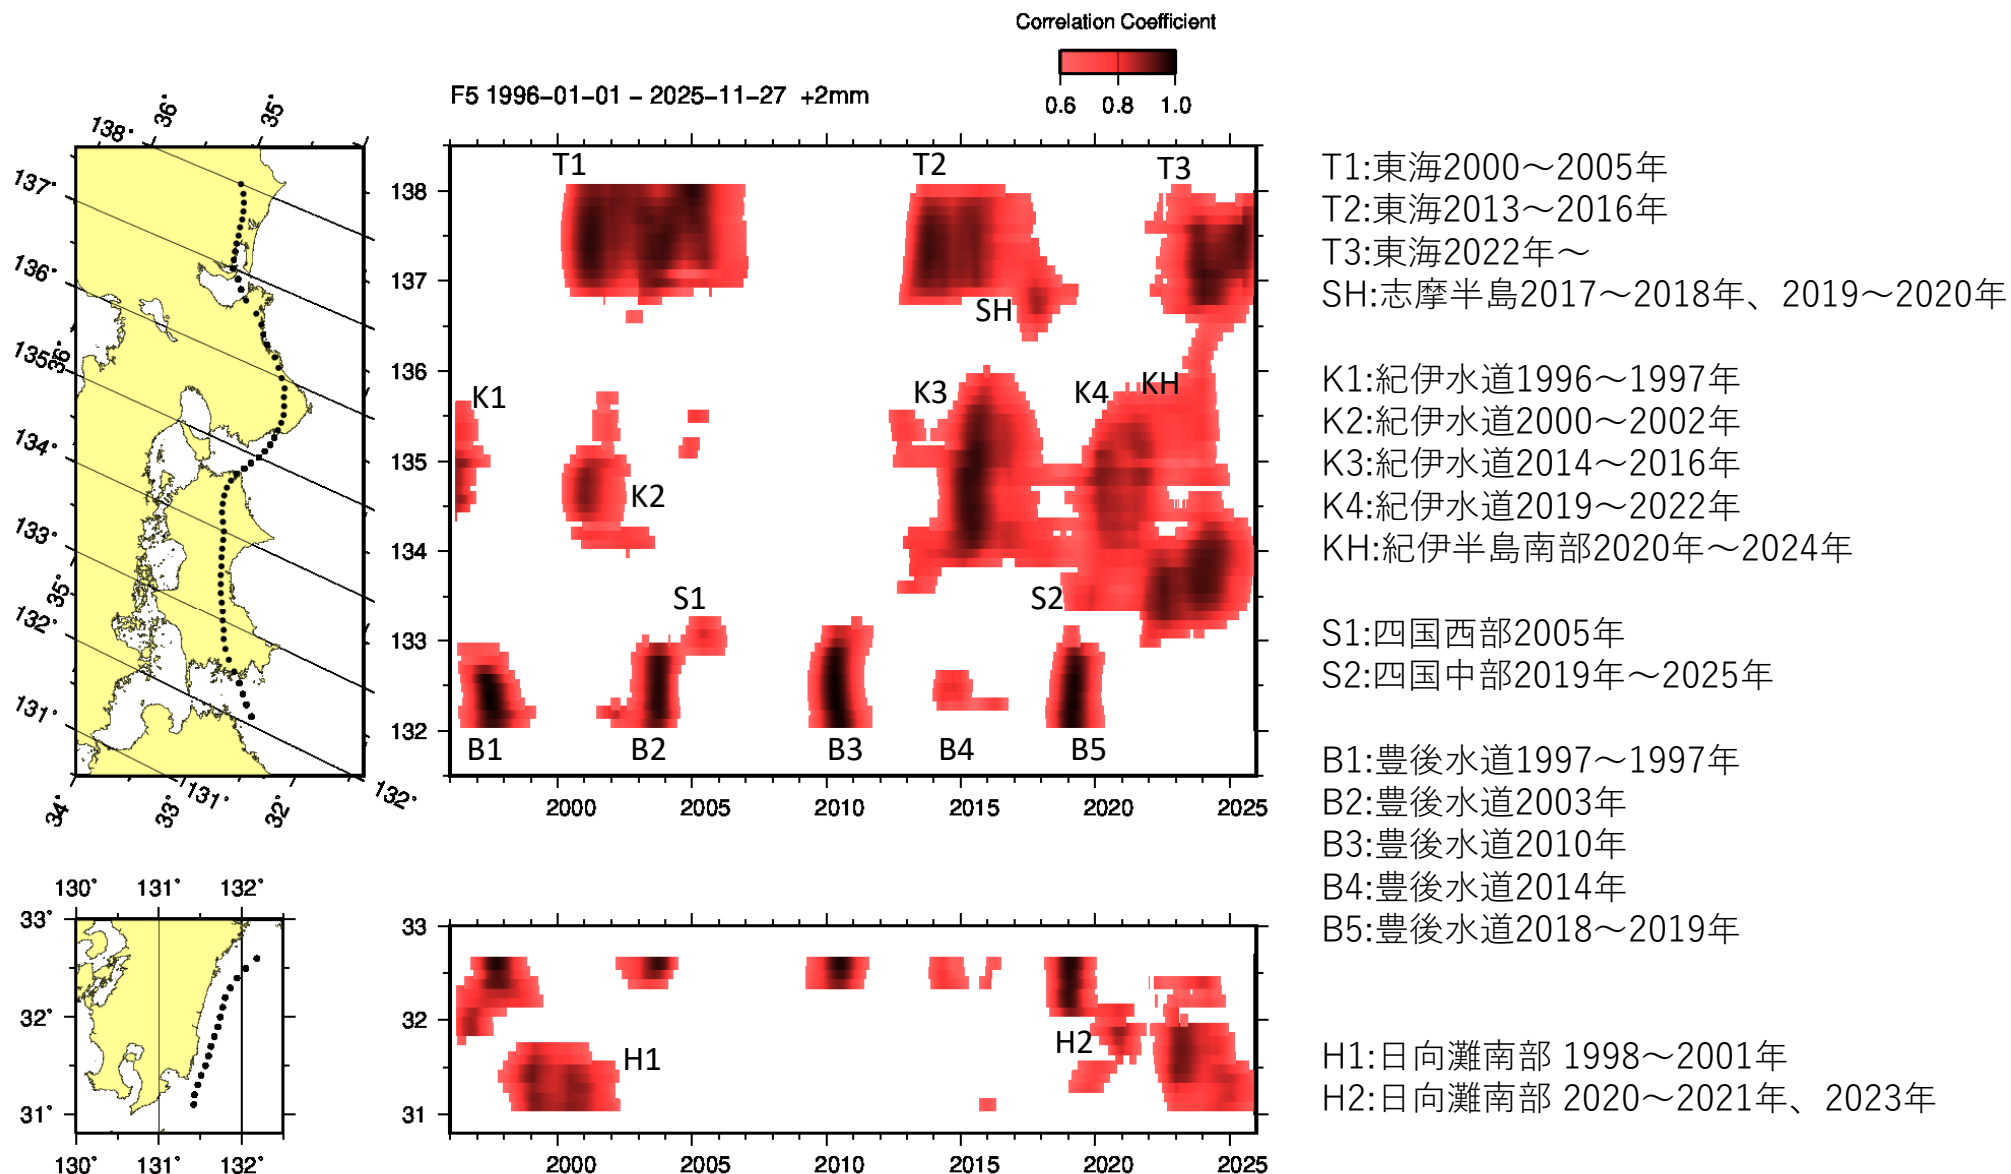 Correlation Coefficient
0.6 0.8 1.0
F5 1996-01-01 - 2025-11-27 +2mm
138° 36° 35°
137°
136°
135° 36°
134°
133°
35°
132°
131°
34° 33° 131° 32° 132°
138
137
136
135
134
133
132
T1 T2 T3
SH
K1 K3 K4 KH
K2
S1 S2
B1 B2 B3 B4 B5
2000 2005 2010 2015 2020 2025
T1:東海2000～2005年
T2:東海2013～2016年
T3:東海2022年～
SH:志摩半島2017～2018年、2019～2020年
K1:紀伊水道1996～1997年
K2:紀伊水道2000～2002年
K3:紀伊水道2014～2016年
K4:紀伊水道2019～2022年
KH:紀伊半島南部2020年～2024年
S1:四国西部2005年
S2:四国中部2019年～2025年
B1:豊後水道1997～1997年
B2:豊後水道2003年
B3:豊後水道2010年
B4:豊後水道2014年
B5:豊後水道2018～2019年
130° 131° 132°
33°
32°
31°
130° 131° 132°
33
32
31
H1 H2
2000 2005 2010 2015 2020 2025
H1:日向灘南部 1998～2001年
H2:日向灘南部 2020～2021年、2023年